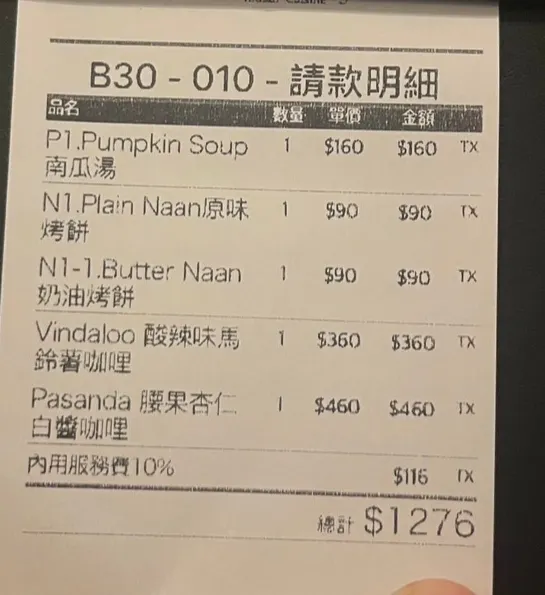 B30 - 010 - 請款明細
品名 數量 單價 金額
P1.Pumpkin Soup 1 $160 $160 TX
南瓜湯
N1.Plain Naan原味 1 $90 $90 TX
烤餅
N1-1.Butter Naan 1 $90 $90 TX
奶油烤餅
Vindaloo 酸辣味馬 1 $360 $360 TX
鈴薯咖哩
Pasanda 腰果杏仁 1 $460 $460 TX
白醬咖哩
內用服務費10% $116 TX
總計 $1276